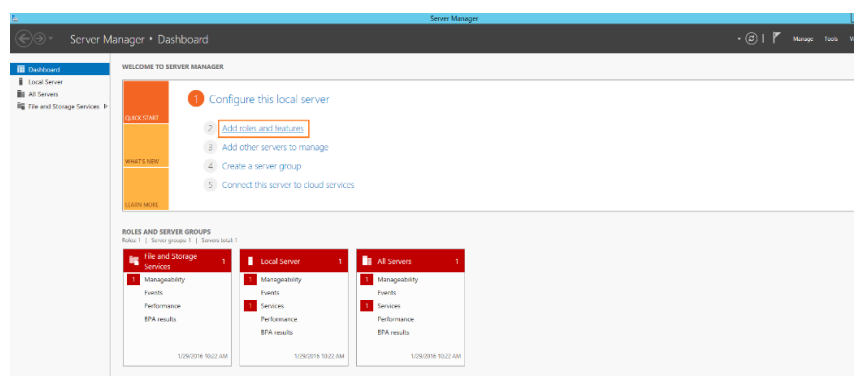 Server Manager
Server Manager • Dashboard
Manage Tools
Dashboard
Local Server
All Servers
File and Storage Services
WELCOME TO SERVER MANAGER
QUICK START
WHAT'S NEW
LEARN MORE
1 Configure this local server
2 Add roles and features
3 Add other servers to manage
4 Create a server group
5 Connect this server to cloud services
ROLES AND SERVER GROUPS
Roles: 1 | Server groups: 1 | Servers total: 1
File and Storage Services 1
1 Manageability
Events
Performance
BPA results
1/29/2016 10:22 AM
Local Server 1
1 Manageability
Events
1 Services
Performance
BPA results
1/29/2016 10:22 AM
All Servers 1
1 Manageability
Events
1 Services
Performance
BPA results
1/29/2016 10:22 AM